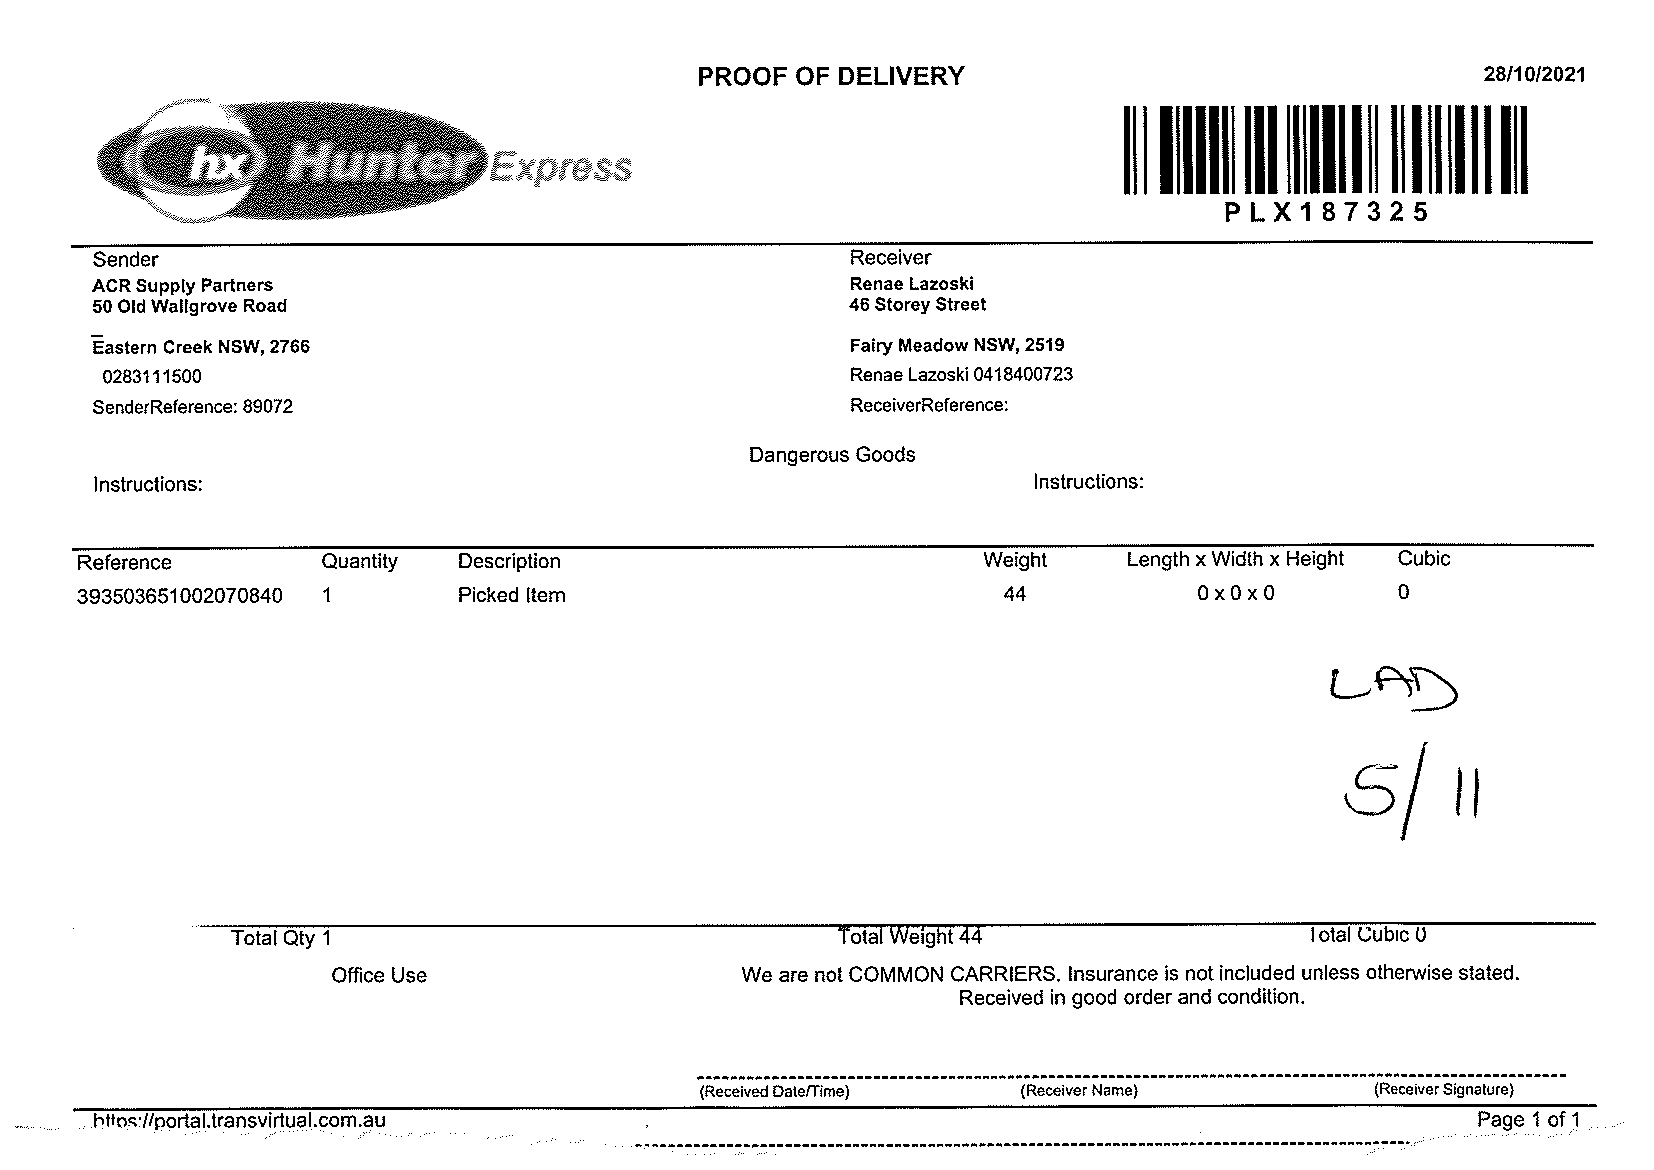 PROOF OF DELIVERY
28/10/2021
hx Hunter Express
PLX187325
Sender
ACR Supply Partners
50 Old Wallgrove Road
Eastern Creek NSW, 2766
0283111500
SenderReference: 89072
Receiver
Renae Lazoski
46 Storey Street
Fairy Meadow NSW, 2519
Renae Lazoski 0418400723
ReceiverReference:
Dangerous Goods
Instructions:
Instructions:
Reference Quantity Description Weight Length x Width x Height Cubic
393503651002070840 1 Picked Item 44 0 x 0 x 0 0
LAD
5/11
Total Qty 1 Total Weight 44 Total Cubic 0
Office Use
We are not COMMON CARRIERS. Insurance is not included unless otherwise stated.
Received in good order and condition.
(Received Date/Time) (Receiver Name) (Receiver Signature)
https://portal.transvirtual.com.au
Page 1 of 1